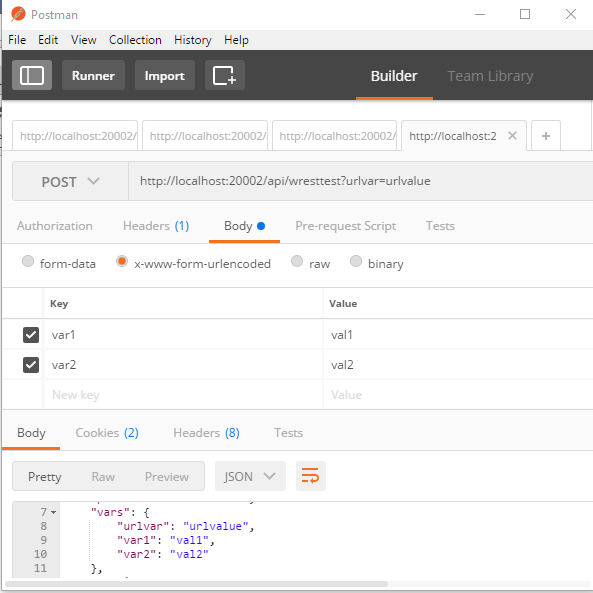 Postman
File Edit View Collection History Help
Runner Import Builder Team Library
http://localhost:20002/ http://localhost:20002/ http://localhost:20002/ http://localhost:2
POST http://localhost:20002/api/wresttest?urlvar=urlvalue
Authorization Headers (1) Body Pre-request Script Tests
form-data x-www-form-urlencoded raw binary
Key Value
var1 val1
var2 val2
New key Value
Body Cookies (2) Headers (8) Tests
Pretty Raw Preview JSON
7 "vars": {
8 "urlvar": "urlvalue",
9 "var1": "val1",
10 "var2": "val2"
11 },